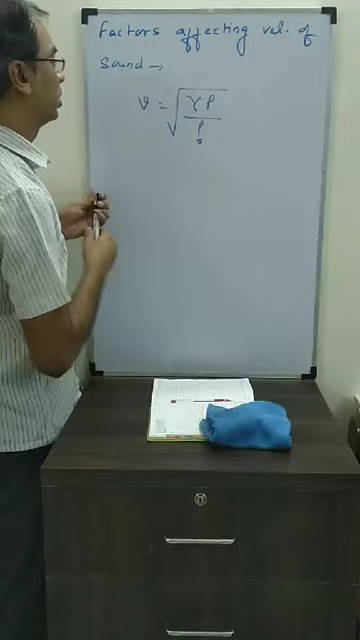 Factors affecting vel. of
Sound →
v = √(γP/ρ)